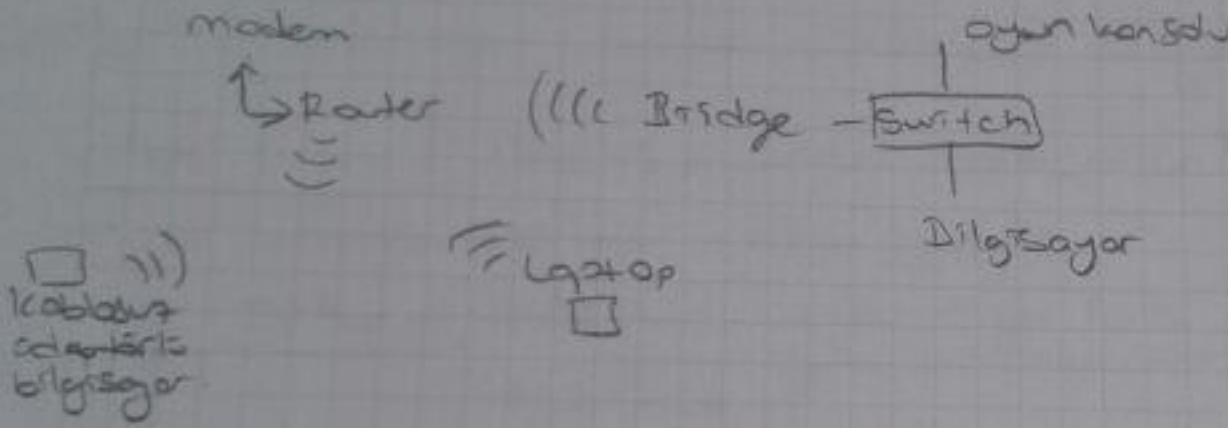 modem
oyun konsolu
Router
Bridge
Switch
Bilgisayar
Laptop
Kablosuz
adaptörlü
bilgisayar